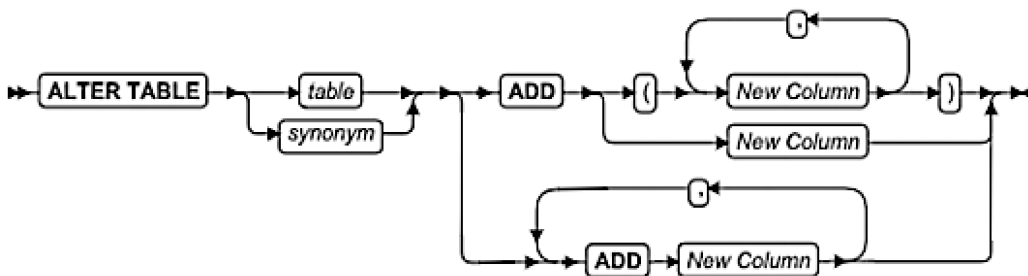 ,
ALTER TABLE table ADD ( New Column )
synonym New Column
,
ADD New Column